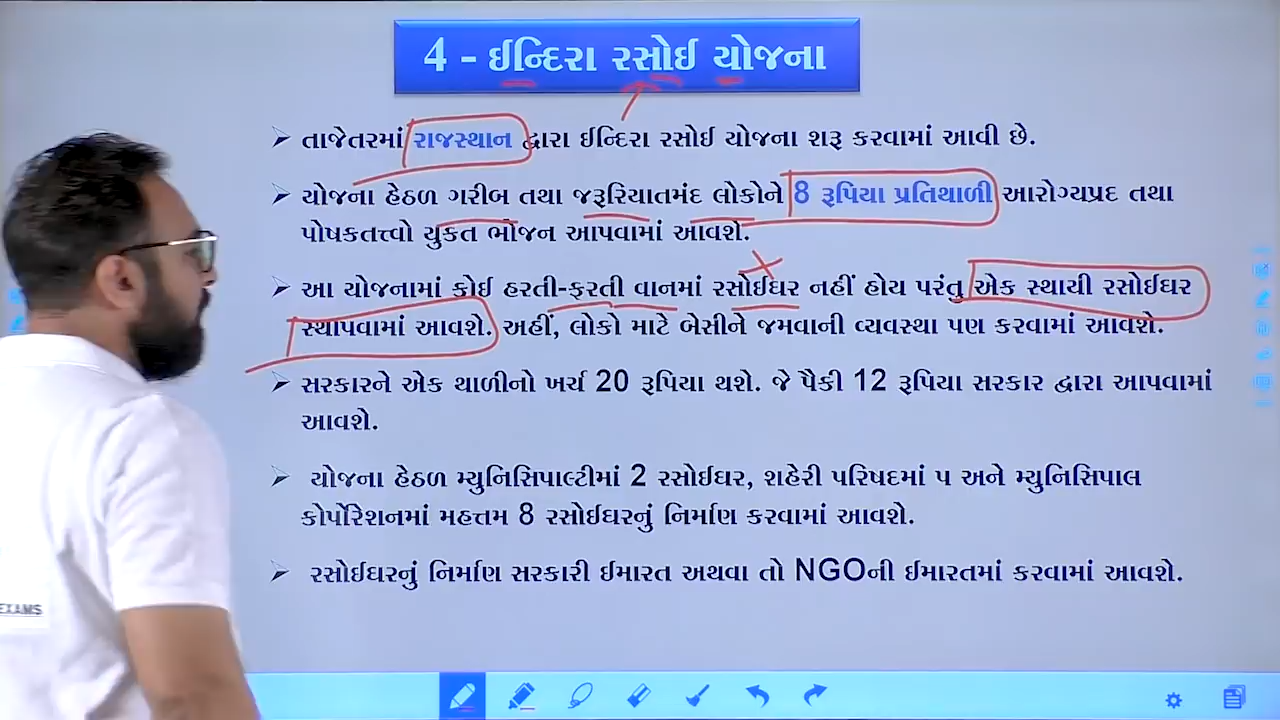 4 - ઈન્દિરા રસોઈ યોજના
➢ તાજેતરમાં રાજસ્થાન દ્વારા ઈન્દિરા રસોઈ યોજના શરૂ કરવામાં આવી છે.
➢ યોજના હેઠળ ગરીબ તથા જરૂરિયાતમંદ લોકોને 8 રૂપિયા પ્રતિથાળી આરોગ્યપ્રદ તથા
પોષકતત્ત્વો યુકત ભોજન આપવામાં આવશે.
➢ આ યોજનામાં કોઈ હરતી-ફરતી વાનમાં રસોઈઘર નહીં હોય પરંતુ એક સ્થાયી રસોઈઘર
સ્થાપવામાં આવશે. અહીં, લોકો માટે બેસીને જમવાની વ્યવસ્થા પણ કરવામાં આવશે.
➢ સરકારને એક થાળીનો ખર્ચ 20 રૂપિયા થશે. જે પૈકી 12 રૂપિયા સરકાર દ્વારા આપવામાં
આવશે.
➢ યોજના હેઠળ મ્યુનિસિપાલ્ટીમાં 2 રસોઈઘર, શહેરી પરિષદમાં ૫ અને મ્યુનિસિપાલ
કોર્પોરેશનમાં મહત્તમ 8 રસોઈઘરનું નિર્માણ કરવામાં આવશે.
➢ રસોઈઘરનું નિર્માણ સરકારી ઈમારત અથવા તો NGOની ઈમારતમાં કરવામાં આવશે.
EXAMS